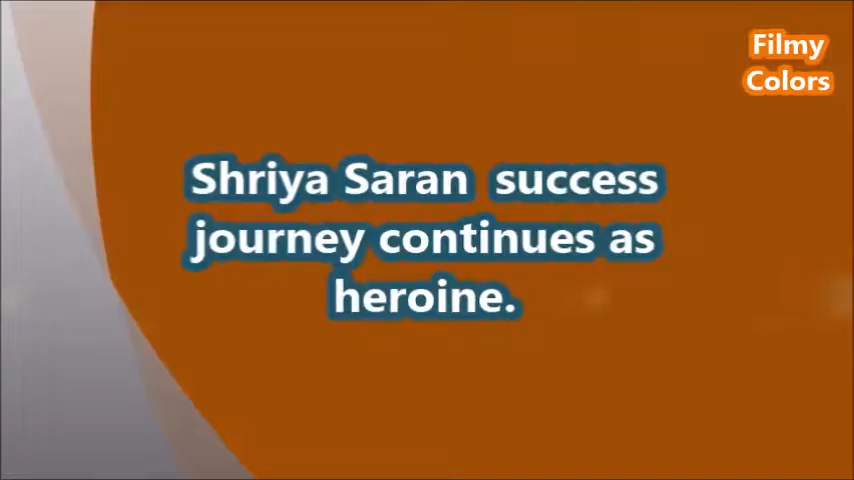 Filmy
Colors
Shriya Saran  success
journey continues as
heroine.